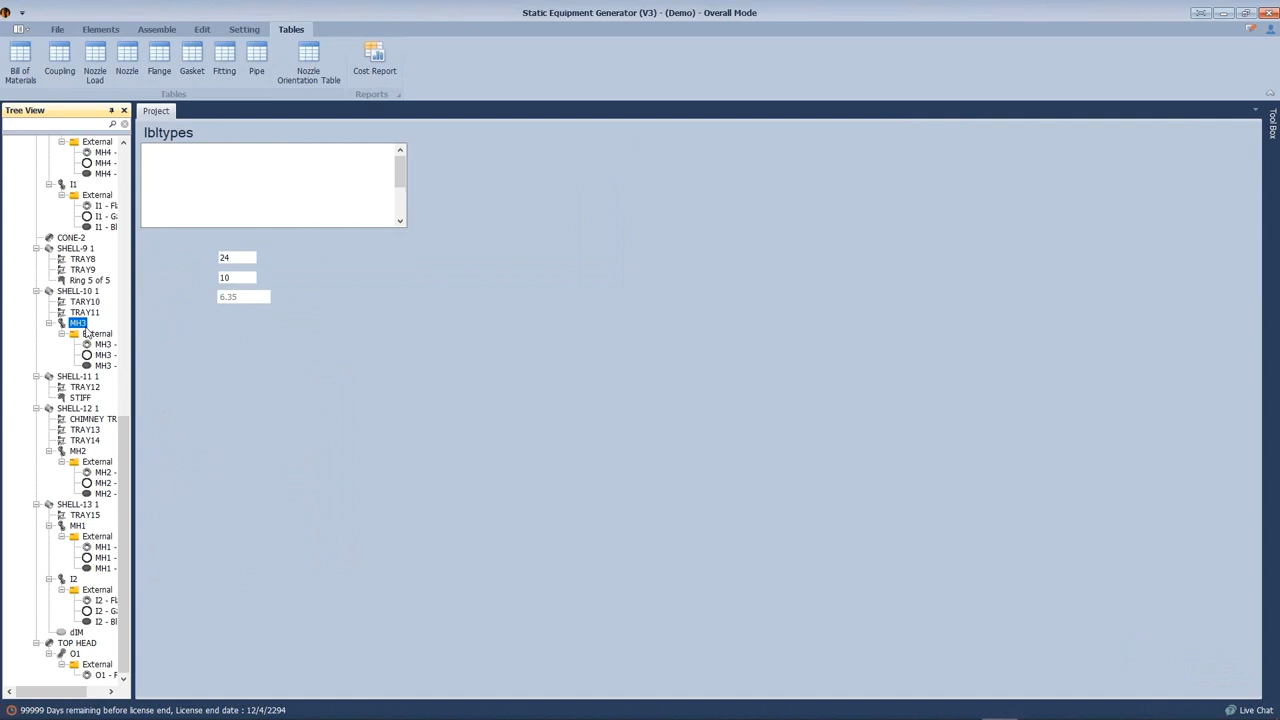 Static Equipment Generator (V3) - (Demo) - Overall Mode
File Elements Assemble Edit Setting Tables
Bill of Materials Coupling Nozzle Load Nozzle Flange Gasket Fitting Pipe Nozzle Orientation Table Cost Report
Tables Reports
Tree View
Project
lbltypes
24
10
6.35
External
MH4 -
MH4 -
MH4 -
I1
External
I1 - Fl
I1 - Ga
I1 - Bl
CONE-2
SHELL-9 1
TRAY8
TRAY9
Ring 5 of 5
SHELL-10 1
TARY10
TRAY11
MH3
External
MH3 -
MH3 -
MH3 -
SHELL-11 1
TRAY12
STIFF
SHELL-12 1
CHIMNEY TR
TRAY13
TRAY14
MH2
External
MH2 -
MH2 -
MH2 -
SHELL-13 1
TRAY15
MH1
External
MH1 -
MH1 -
MH1 -
I2
External
I2 - Fl
I2 - Ga
I2 - Bl
dIM
TOP HEAD
O1
External
O1 - F
Tool Box
99999 Days remaining before license end, License end date : 12/4/2294
Live Chat